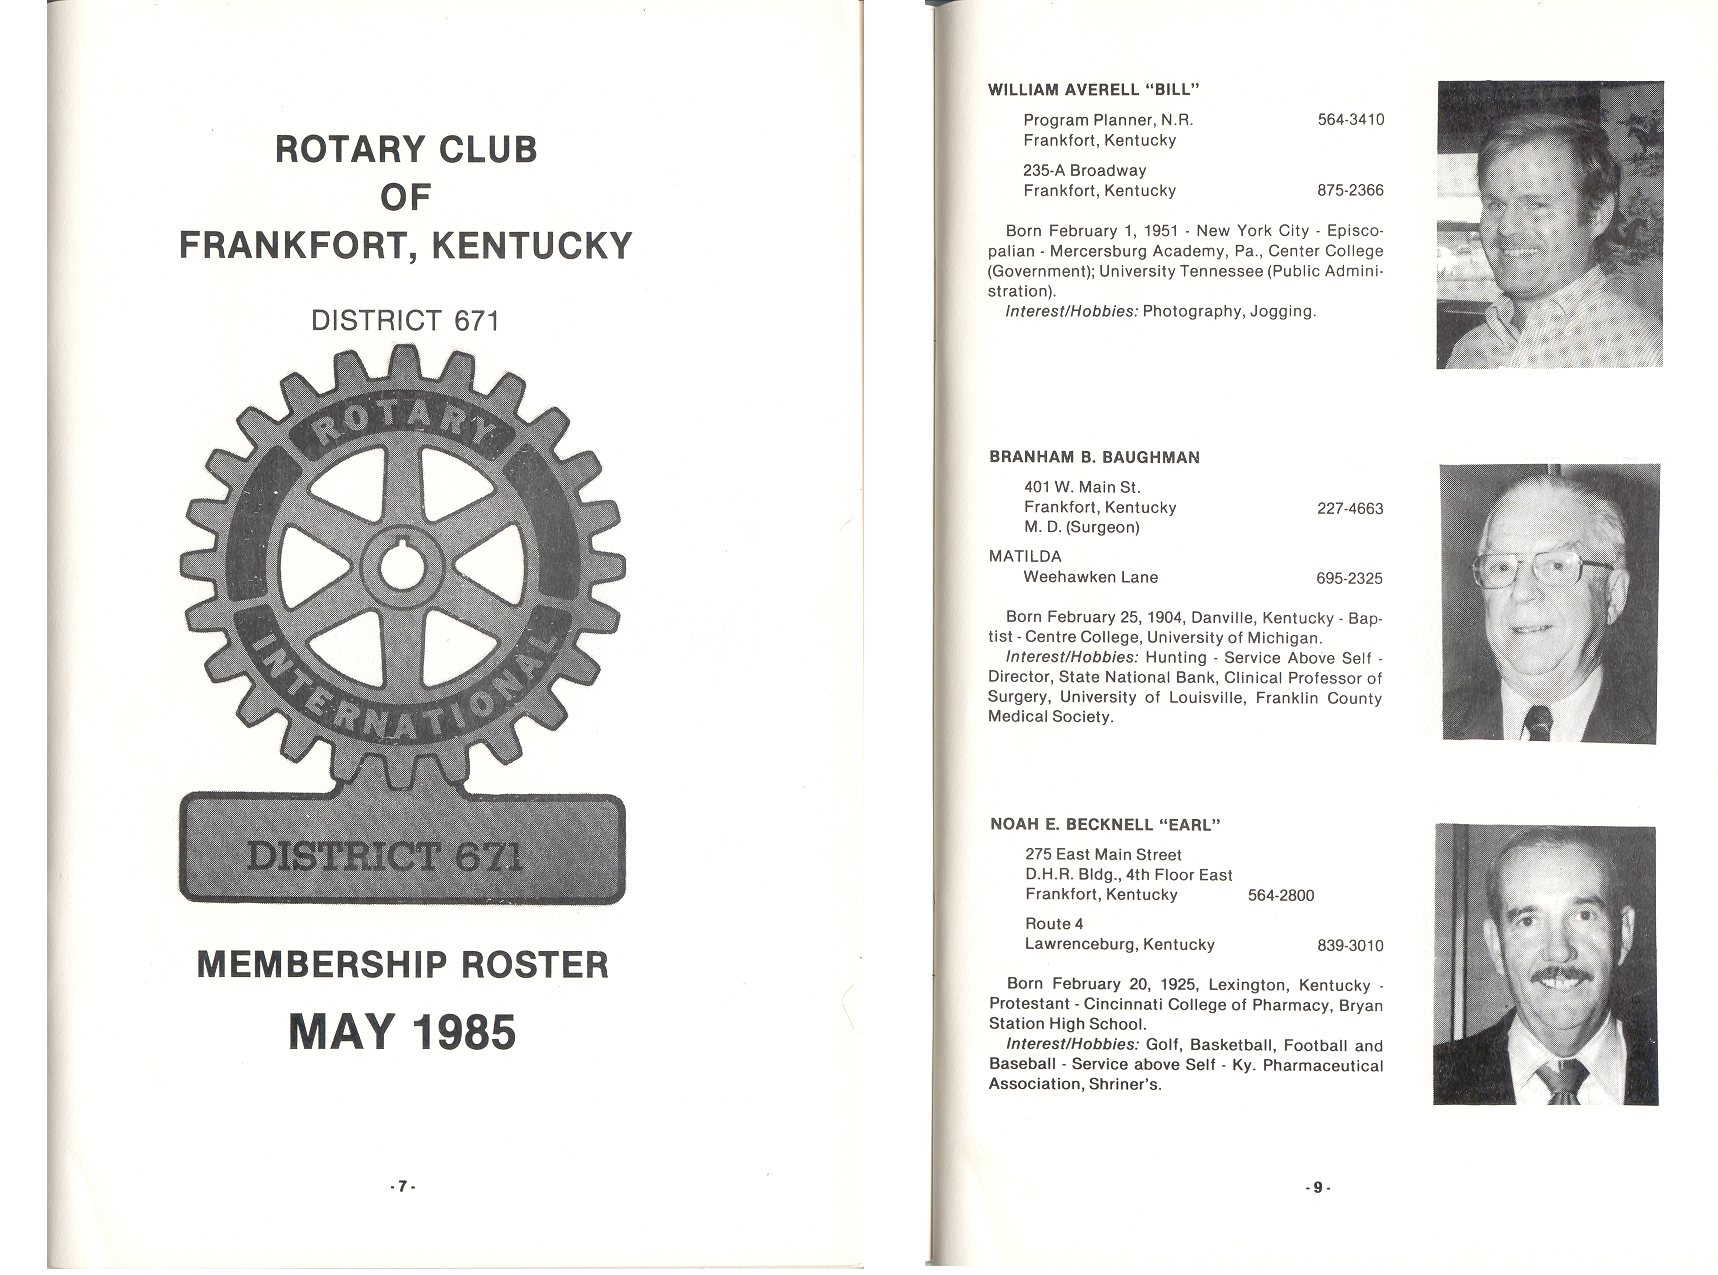 ROTARY CLUB
OF
FRANKFORT, KENTUCKY
DISTRICT 671
ROTARY
INTERNATIONAL
DISTRICT 671
MEMBERSHIP ROSTER
MAY 1985
- 7 -
WILLIAM AVERELL “BILL”
Program Planner, N.R. 564-3410
Frankfort, Kentucky
235-A Broadway
Frankfort, Kentucky 875-2366
Born February 1, 1951 - New York City - Episco-
palian - Mercersburg Academy, Pa., Center College
(Government); University Tennessee (Public Admini-
stration).
Interest/Hobbies: Photography, Jogging.
BRANHAM B. BAUGHMAN
401 W. Main St.
Frankfort, Kentucky 227-4663
M. D. (Surgeon)
MATILDA
Weehawken Lane 695-2325
Born February 25, 1904, Danville, Kentucky - Bap-
tist - Centre College, University of Michigan.
Interest/Hobbies: Hunting - Service Above Self -
Director, State National Bank, Clinical Professor of
Surgery, University of Louisville, Franklin County
Medical Society.
NOAH E. BECKNELL “EARL”
275 East Main Street
D.H.R. Bldg., 4th Floor East
Frankfort, Kentucky 564-2800
Route 4
Lawrenceburg, Kentucky 839-3010
Born February 20, 1925, Lexington, Kentucky -
Protestant - Cincinnati College of Pharmacy, Bryan
Station High School.
Interest/Hobbies: Golf, Basketball, Football and
Baseball - Service above Self - Ky. Pharmaceutical
Association, Shriner’s.
- 9 -